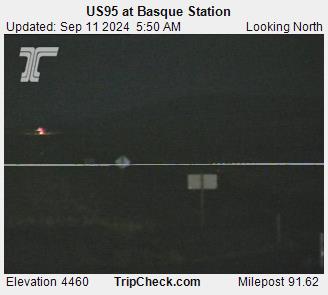 US95 at Basque Station
Updated: Sep 11 2024 5:50 AM Looking North
Elevation 4460 TripCheck.com Milepost 91.62